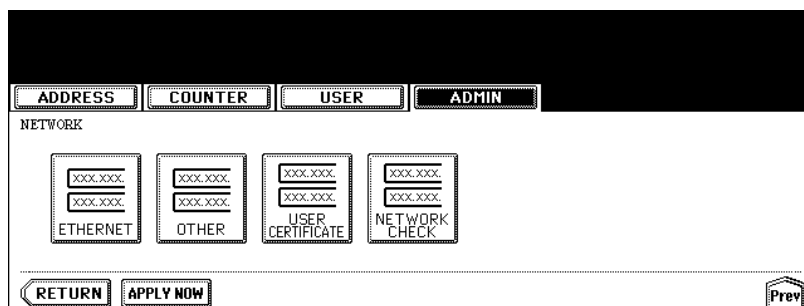 ADDRESS COUNTER USER ADMIN
NETWORK
XXX.XXX. XXX.XXX. XXX.XXX. XXX.XXX.
XXX.XXX. XXX.XXX. XXX.XXX. XXX.XXX.
ETHERNET OTHER USER CERTIFICATE NETWORK CHECK
RETURN APPLY NOW Prev